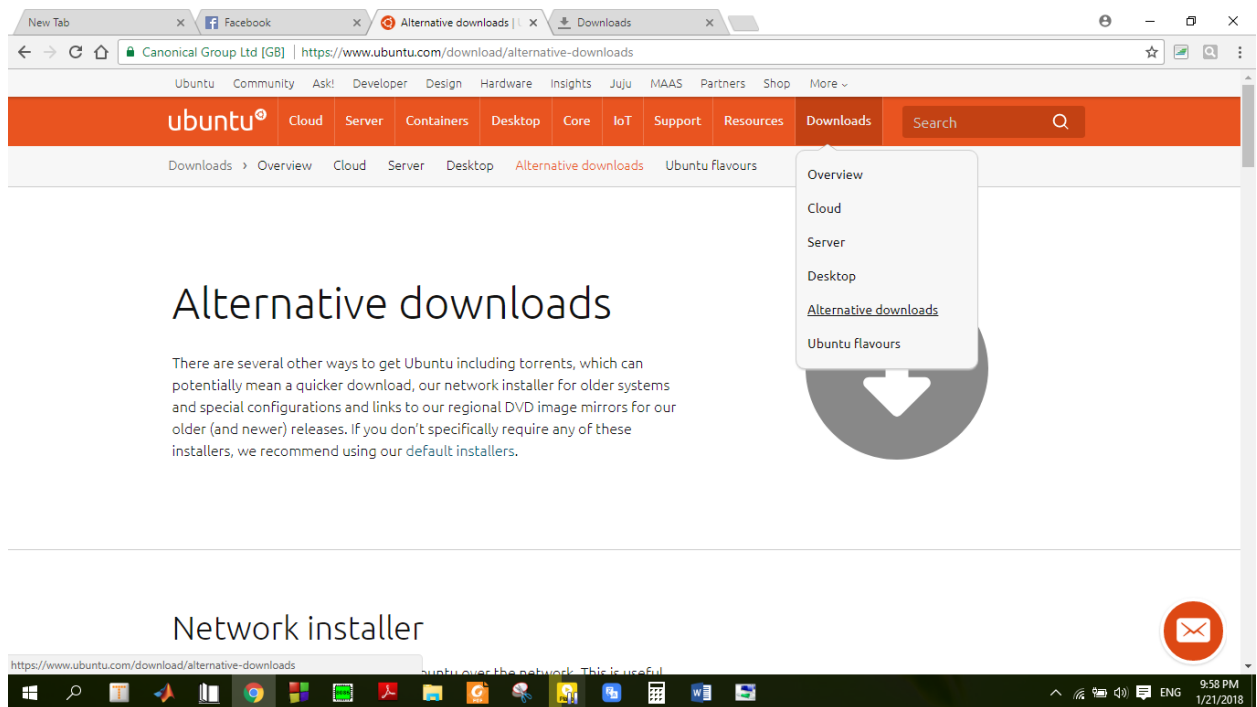 New Tab
Facebook
Alternative downloads |
Downloads
Canonical Group Ltd [GB] | https://www.ubuntu.com/download/alternative-downloads
Ubuntu Community Ask! Developer Design Hardware Insights Juju MAAS Partners Shop More
ubuntu Cloud Server Containers Desktop Core IoT Support Resources Downloads Search
Downloads › Overview Cloud Server Desktop Alternative downloads Ubuntu flavours
Overview
Cloud
Server
Desktop
Alternative downloads
Ubuntu flavours
Alternative downloads
There are several other ways to get Ubuntu including torrents, which can
potentially mean a quicker download, our network installer for older systems
and special configurations and links to our regional DVD image mirrors for our
older (and newer) releases. If you don't specifically require any of these
installers, we recommend using our default installers.
Network installer
https://www.ubuntu.com/download/alternative-downloads
over the network. This is useful
ENG
9:58 PM
1/21/2018